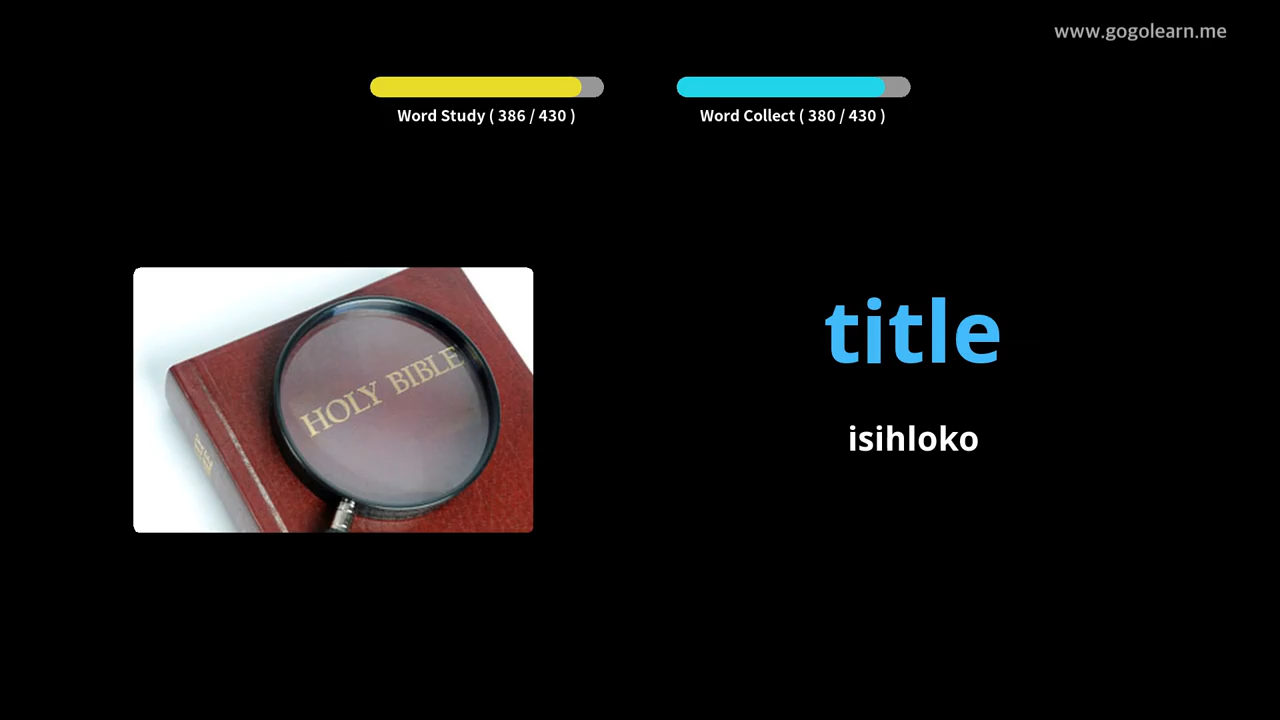 www.gogolearn.me
Word Study ( 386 / 430 )
Word Collect ( 380 / 430 )
HOLY BIBLE
title
isihloko